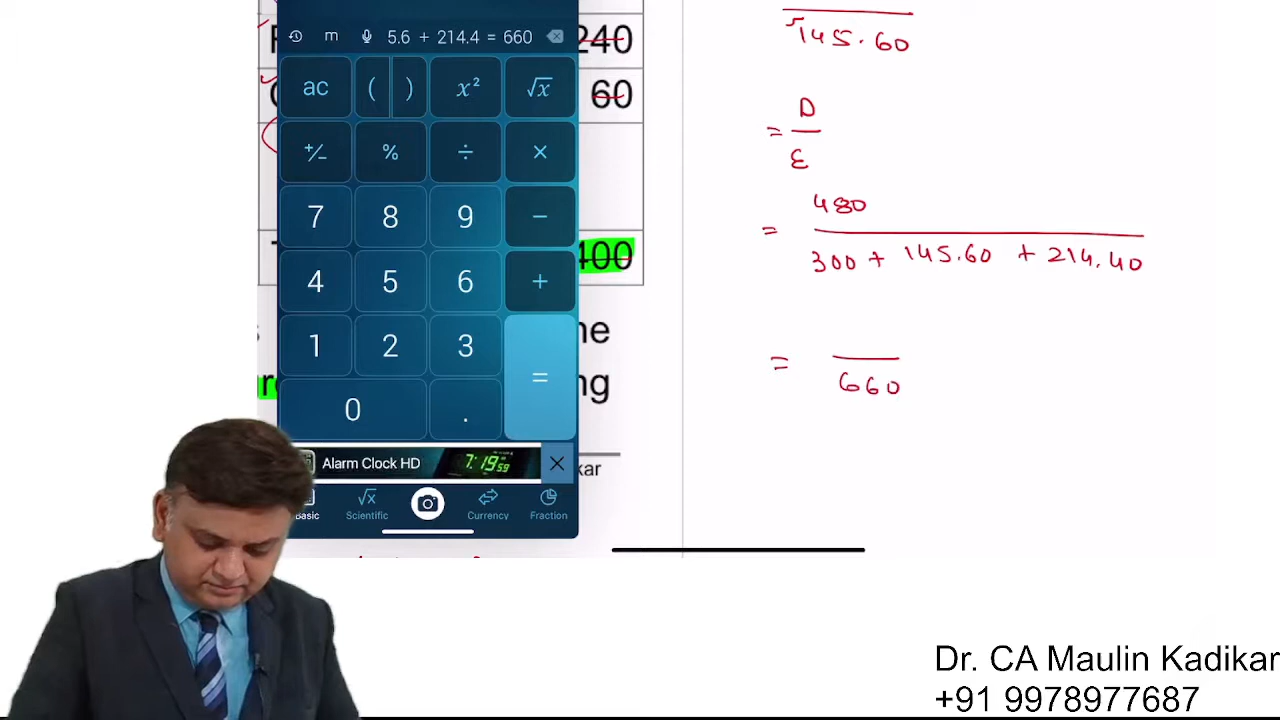 m 5.6 + 214.4 = 660
240
ac ( ) x² √x
60
+/− % ÷ ×
7 8 9 −
400
4 5 6 +
ne
1 2 3 =
re
ng
0 .
Alarm Clock HD 7:19 59
kar
Basic Scientific Currency Fraction
145.60
= D
E
= 480
300 + 145.60 + 214.40
=
660
Dr. CA Maulin Kadikar
+91 9978977687